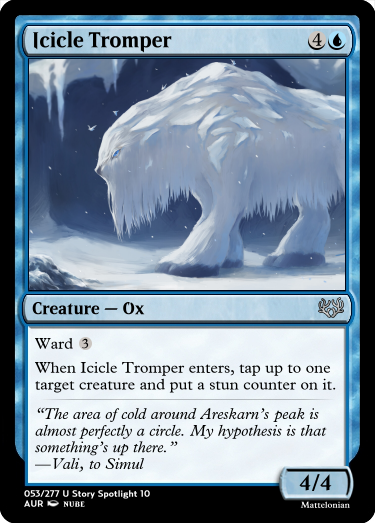 Icicle Tromper 4
Creature — Ox
Ward 3
When Icicle Tromper enters, tap up to one
target creature and put a stun counter on it.
“The area of cold around Areskarn’s peak is
almost perfectly a circle. My hypothesis is that
something’s up there.”
—Vali, to Simul
4/4
053/277 U Story Spotlight 10
AUR NUBE
Mattelonian